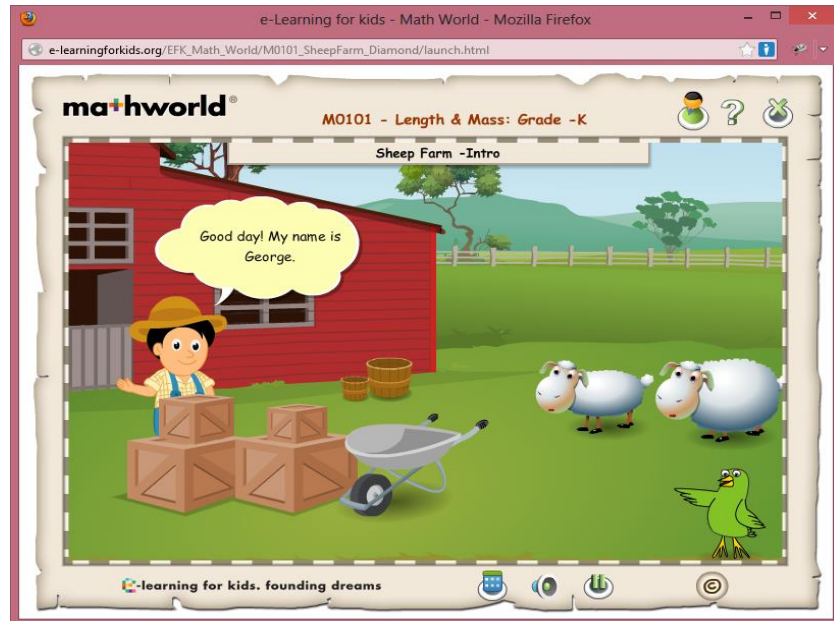 e-Learning for kids - Math World - Mozilla Firefox
e-learningforkids.org/EFK_Math_World/M0101_SheepFarm_Diamond/launch.html
mathworld®
M0101 - Length & Mass: Grade -K
?
Sheep Farm -Intro
Good day! My name is
George.
e-learning for kids. founding dreams
©